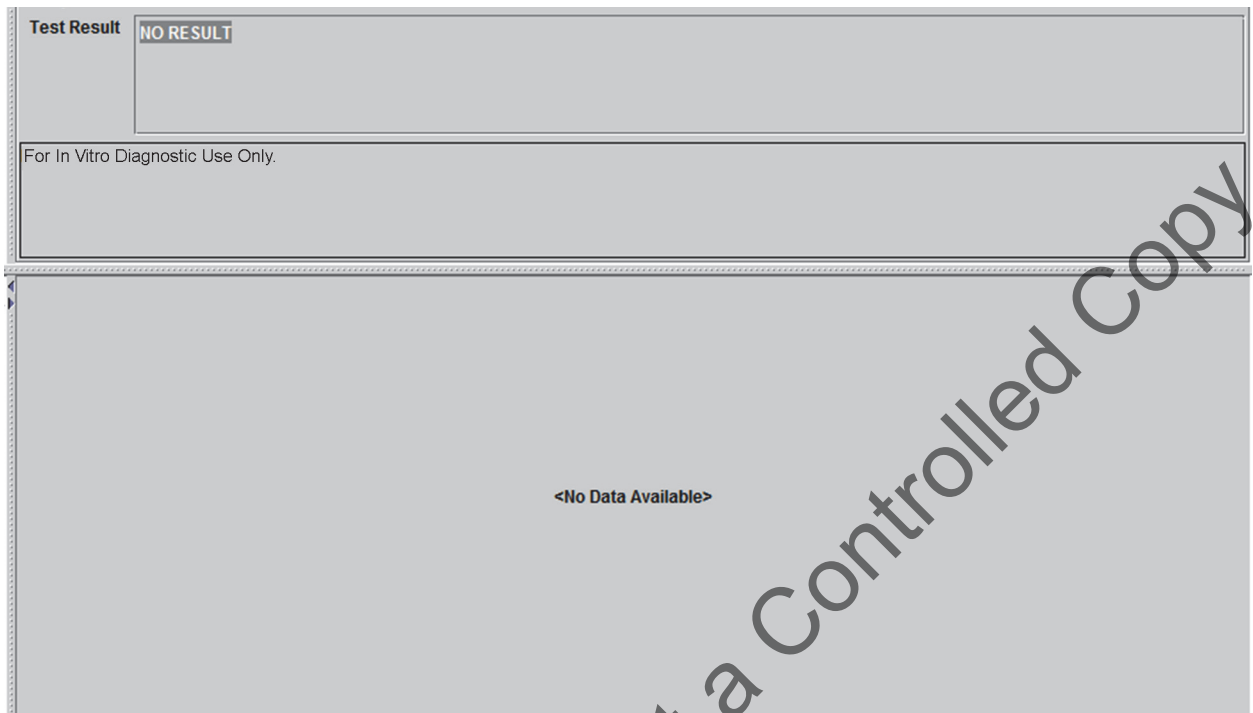 Test Result
NO RESULT
For In Vitro Diagnostic Use Only.
<No Data Available>
a Controlled Copy